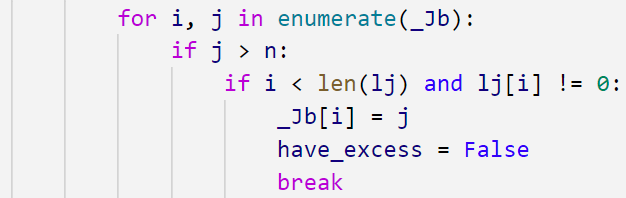 for i, j in enumerate(_Jb):
if j > n:
if i < len(lj) and lj[i] != 0:
_Jb[i] = j
have_excess = False
break